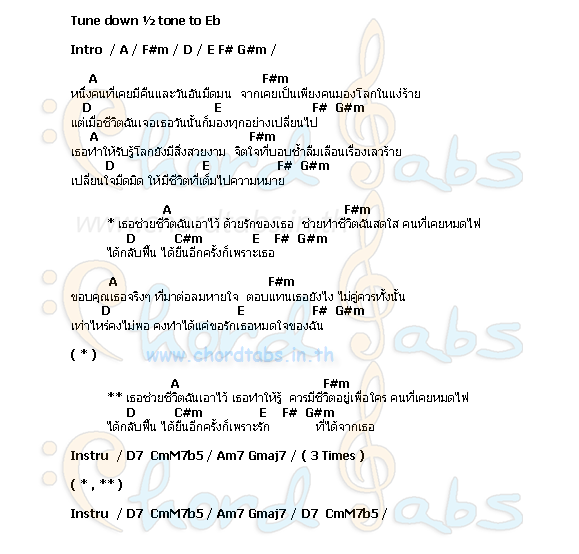 Tune down ½ tone to Eb
Intro / A / F#m / D / E F# G#m /
A F#m
หนึ่งคนที่เคยมีคืนและวันอันมืดมน จากเคยเป็นเพียงคนมองโลกในแง่ร้าย
D E F# G#m
แต่เมื่อชีวิตฉันเจอเธอวันนั้นก็มองทุกอย่างเปลี่ยนไป
A F#m
เธอทำให้รับรู้โลกยังมีสิ่งสวยงาม จิตใจที่บอบช้ำลืมเลือนเรื่องเลวร้าย
D E F# G#m
เปลี่ยนใจมืดมิด ให้มีชีวิตที่เต็มไปความหมาย
A F#m
* เธอช่วยชีวิตฉันเอาไว้ ด้วยรักของเธอ ช่วยทำชีวิตฉันสดใส คนที่เคยหมดไฟ
D C#m E F# G#m
ได้กลับฟื้น ได้ยืนอีกครั้งก็เพราะเธอ
A F#m
ขอบคุณเธอจริงๆ ที่มาต่อลมหายใจ ตอบแทนเธอยังไง ไม่คู่ควรทั้งนั้น
D E F# G#m
เท่าไหร่คงไม่พอ คงทำได้แค่ขอรักเธอหมดใจของฉัน
( * )
www.chordtabs.in.th
A F#m
** เธอช่วยชีวิตฉันเอาไว้ เธอทำให้รู้ ควรมีชีวิตอยู่เพื่อใคร คนที่เคยหมดไฟ
D C#m E F# G#m
ได้กลับฟื้น ได้ยืนอีกครั้งก็เพราะรัก ที่ได้จากเธอ
Instru / D7 CmM7b5 / Am7 Gmaj7 / ( 3 Times )
( * , ** )
Instru / D7 CmM7b5 / Am7 Gmaj7 / D7 CmM7b5 /